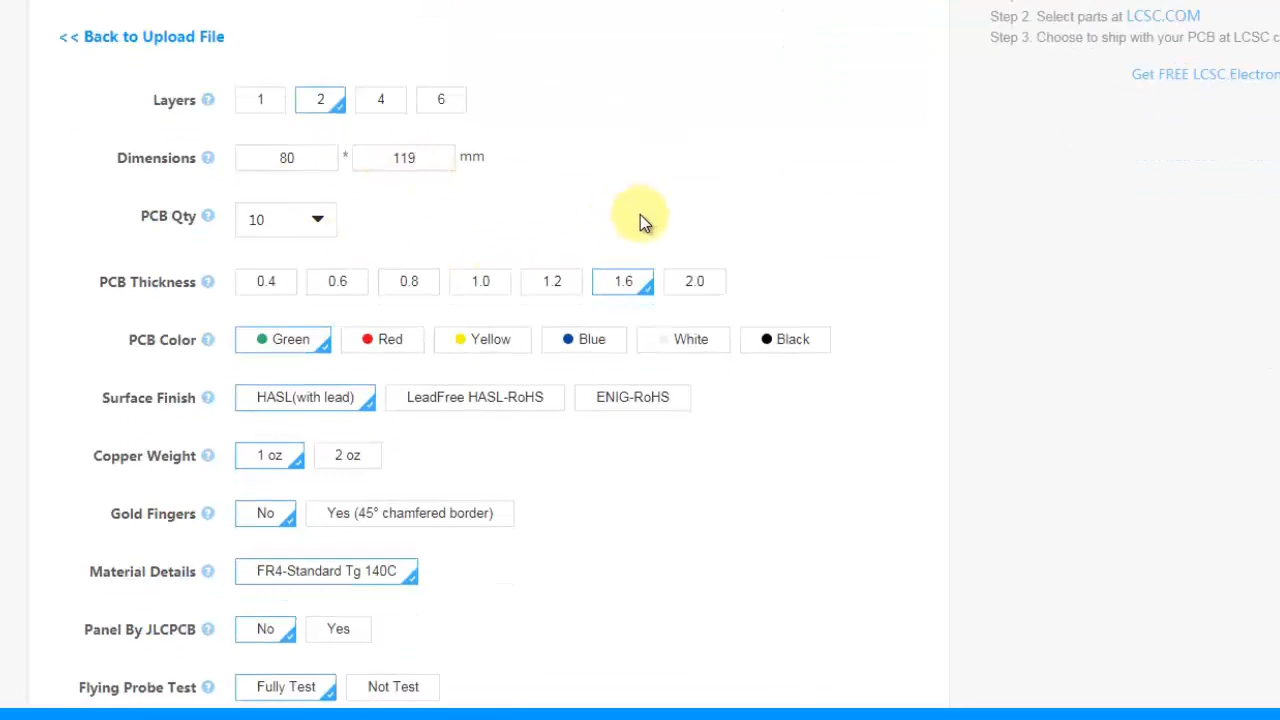 Step 2. Select parts at LCSC.COM
Step 3. Choose to ship with your PCB at LCSC
Get FREE LCSC
<< Back to Upload File
Layers ? 1 2 4 6
Dimensions ? 80 * 119 mm
PCB Qty ? 10
PCB Thickness ? 0.4 0.6 0.8 1.0 1.2 1.6 2.0
PCB Color ? Green Red Yellow Blue White Black
Surface Finish ? HASL(with lead) LeadFree HASL-RoHS ENIG-RoHS
Copper Weight ? 1 oz 2 oz
Gold Fingers ? No Yes (45° chamfered border)
Material Details ? FR4-Standard Tg 140C
Panel By JLCPCB ? No Yes
Flying Probe Test ? Fully Test Not Test